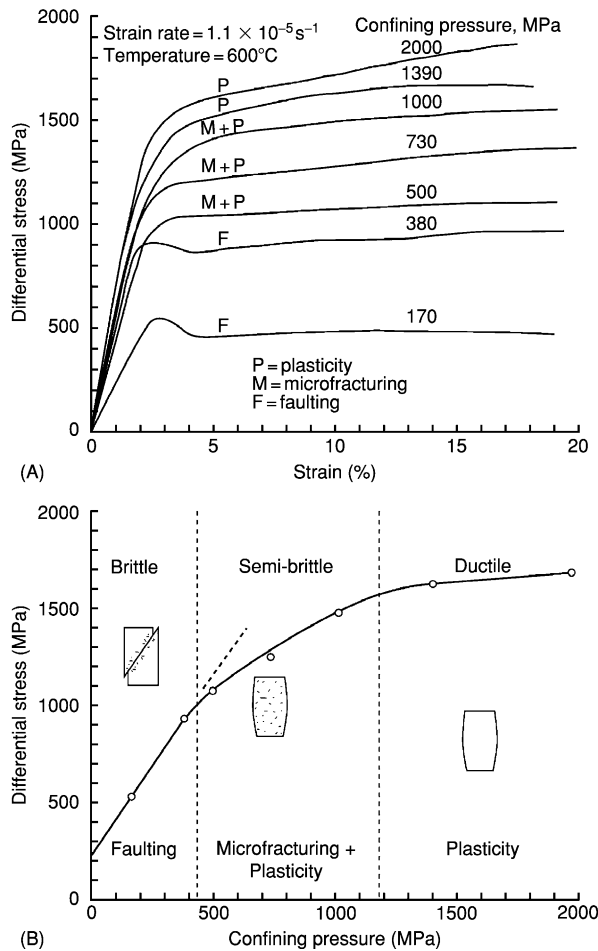 2000
Strain rate = 1.1 × 10⁻⁵s⁻¹
Temperature = 600°C
Confining pressure, MPa
2000
P
1390
P
1000
M + P
1500
730
M + P
500
M + P
1000
380
F
170
F
500
P = plasticity
M = microfracturing
F = faulting
0
Differential stress (MPa)
0 5 10 15 20
(A)
Strain (%)
2000
Brittle
Semi-brittle
Ductile
1500
1000
500
Faulting
Microfracturing +
Plasticity
Plasticity
0
Differential stress (MPa)
0 500 1000 1500 2000
(B)
Confining pressure (MPa)